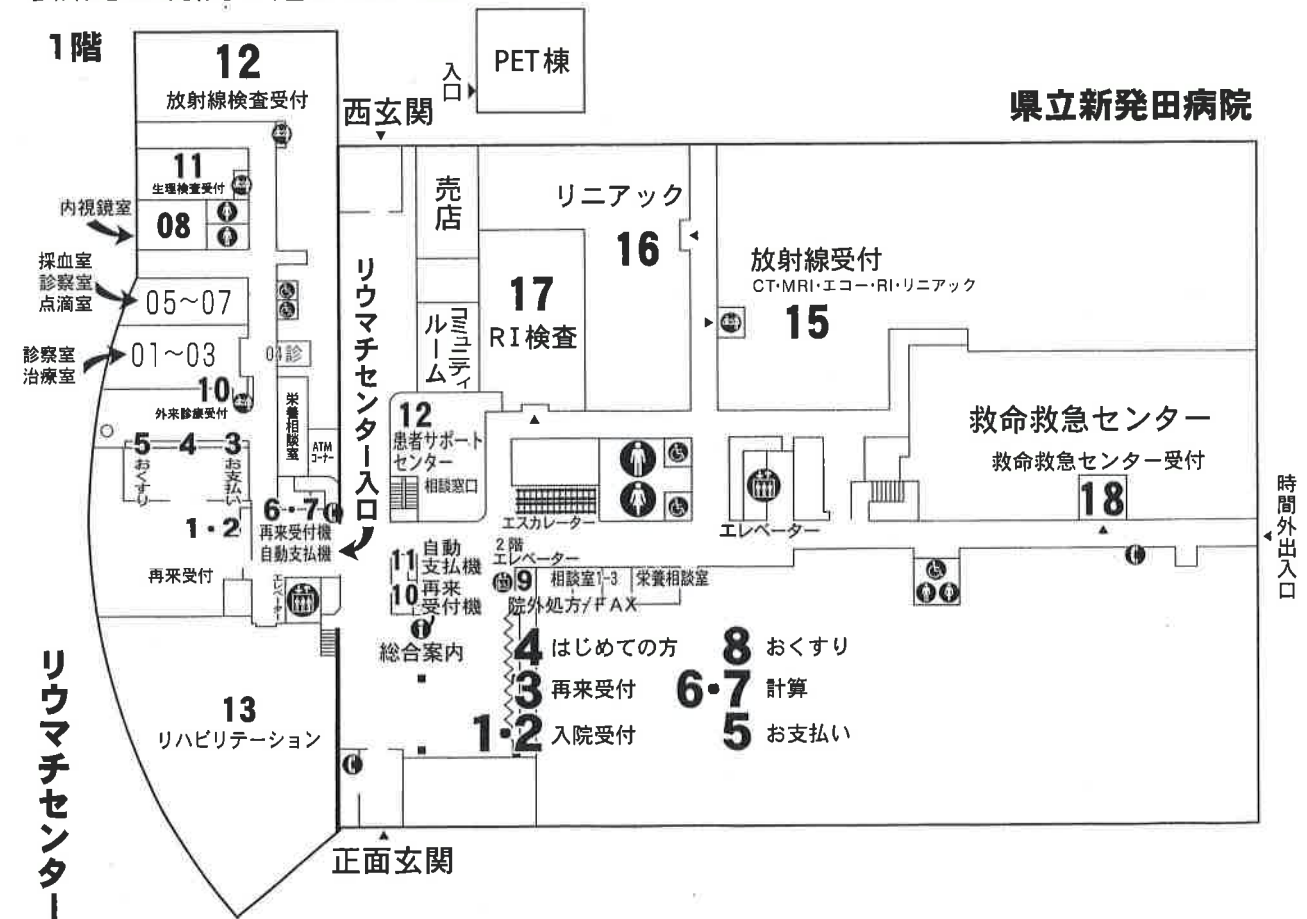 1階
12
放射線検査受付
PET棟
入口
西玄関
県立新発田病院
11
生理検査受付
内視鏡室
08
採血室
診察室
点滴室
05～07
診察室
治療室
01～03
04診
10
外来診療受付
栄養相談室
ATM
コーナー
5 4 3
おくすり
お支払い
1・2
再来受付
6・7
再来受付機
自動支払機
エレベーター
リウマチセンター入口
売店
コミュニティ
ルーム
リニアック
16
17
RI検査
放射線受付
CT・MRI・エコー・RI・リニアック
15
12
患者サポート
センター
相談窓口
エスカレーター
エレベーター
救命救急センター
救命救急センター受付
18
時間外出入口
11 自動
支払機
10 再来
受付機
総合案内
2階
エレベーター
9 相談室1-3 栄養相談室
院外処方/FAX
4 はじめての方
3 再来受付
1・2 入院受付
8 おくすり
6・7 計算
5 お支払い
13
リハビリテーション
リウマチセンター
正面玄関